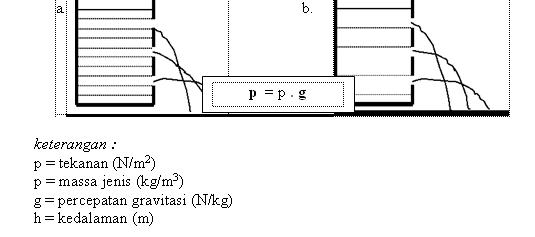 a
b.
p = p . g
keterangan :
p = tekanan (N/m²)
p = massa jenis (kg/m³)
g = percepatan gravitasi (N/kg)
h = kedalaman (m)